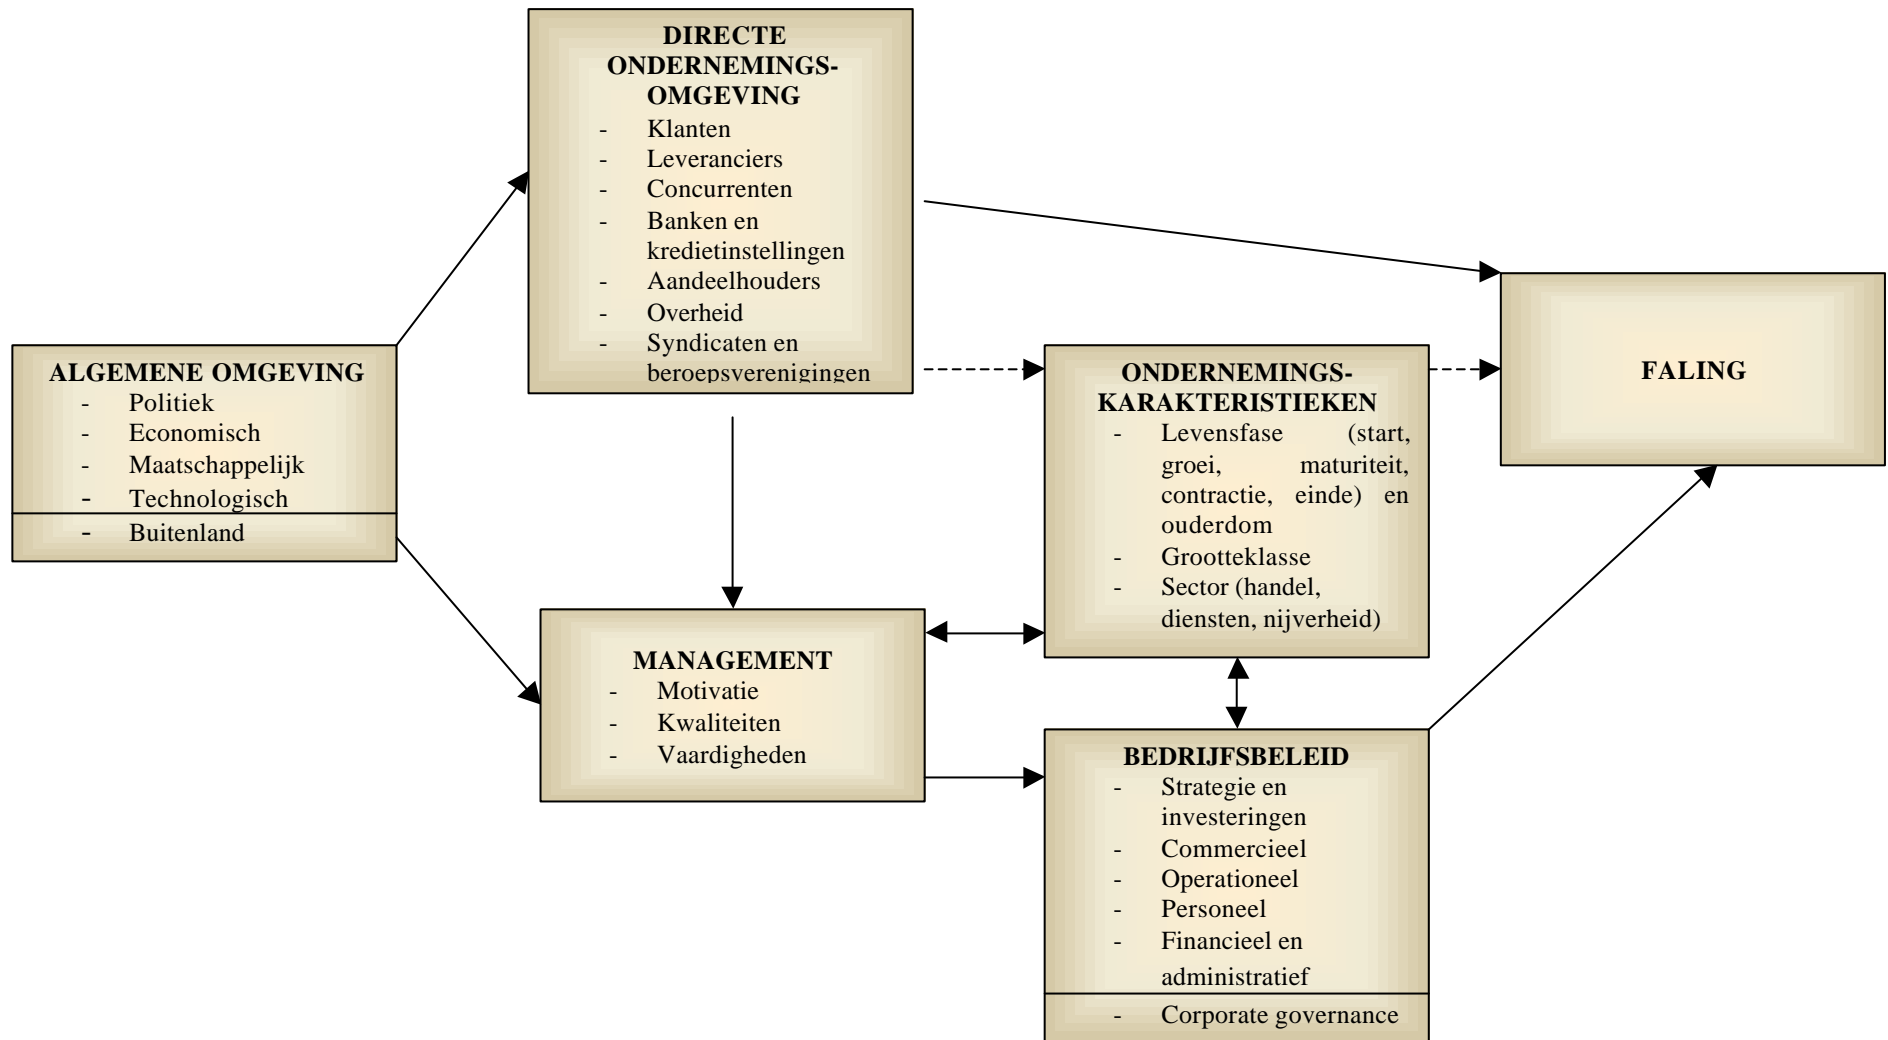 DIRECTE
ONDERNEMINGS-
OMGEVING
- Klanten
- Leveranciers
- Concurrenten
- Banken en
kredietinstellingen
- Aandeelhouders
- Overheid
- Syndicaten en
beroepsverenigingen
ALGEMENE OMGEVING
- Politiek
- Economisch
- Maatschappelijk
- Technologisch
- Buitenland
MANAGEMENT
- Motivatie
- Kwaliteiten
- Vaardigheden
ONDERNEMINGS-
KARAKTERISTIEKEN
- Levensfase (start,
groei, maturiteit,
contractie, einde) en
ouderdom
- Grootteklasse
- Sector (handel,
diensten, nijverheid)
BEDRIJFSBELEID
- Strategie en
investeringen
- Commercieel
- Operationeel
- Personeel
- Financieel en
administratief
- Corporate governance
FALING